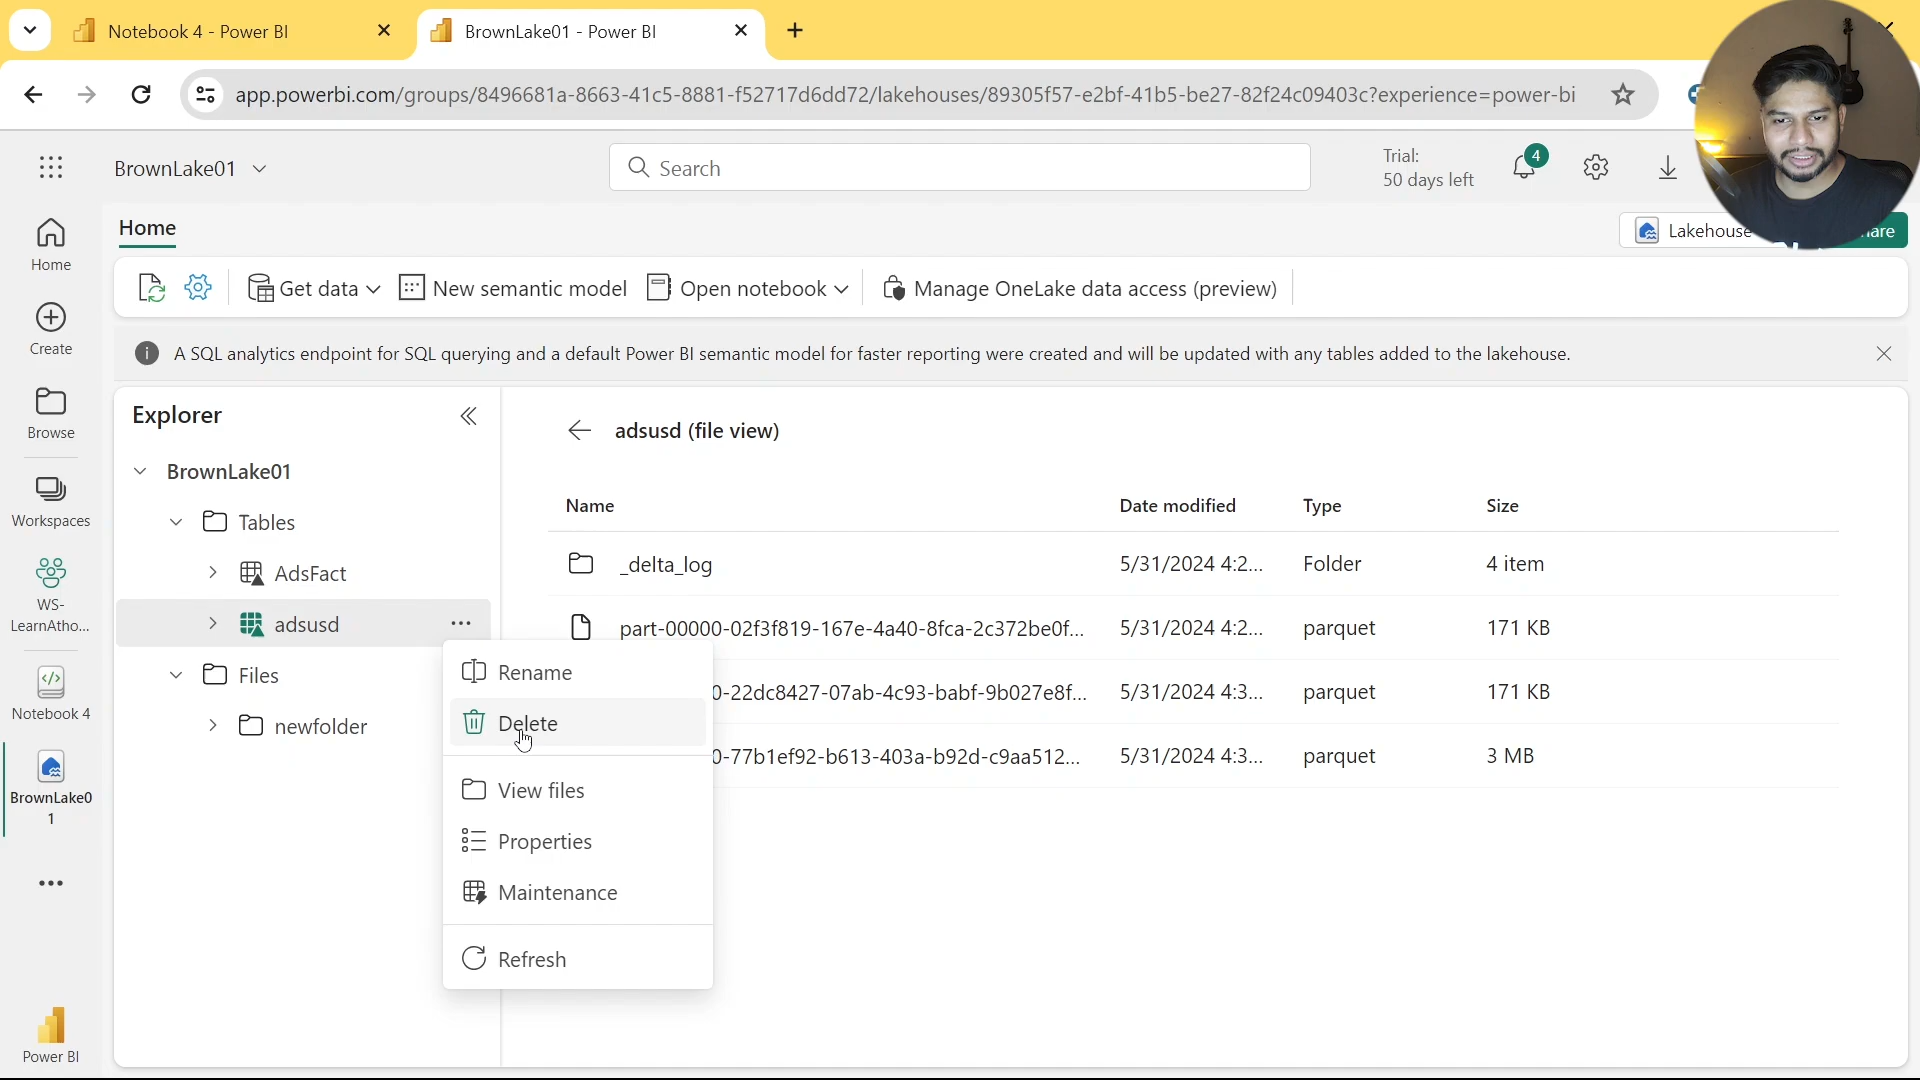 Notebook 4 - Power BI
BrownLake01 - Power BI
app.powerbi.com/groups/8496681a-8663-41c5-8881-f52717d6dd72/lakehouses/89305f57-e2bf-41b5-be27-82f24c09403c?experience=power-bi
BrownLake01
Search
Trial:
50 days left
4
Home
Lakehouse
Get data
New semantic model
Open notebook
Manage OneLake data access (preview)
A SQL analytics endpoint for SQL querying and a default Power BI semantic model for faster reporting were created and will be updated with any tables added to the lakehouse.
Home
Create
Browse
Workspaces
WS-
LearnAtho...
Notebook 4
BrownLake0
1
Power BI
Explorer
BrownLake01
Tables
AdsFact
adsusd
Files
newfolder
Rename
Delete
View files
Properties
Maintenance
Refresh
adsusd (file view)
Name Date modified Type Size
_delta_log 5/31/2024 4:2... Folder 4 item
part-00000-02f3f819-167e-4a40-8fca-2c372be0f... 5/31/2024 4:2... parquet 171 KB
0-22dc8427-07ab-4c93-babf-9b027e8f... 5/31/2024 4:3... parquet 171 KB
0-77b1ef92-b613-403a-b92d-c9aa512... 5/31/2024 4:3... parquet 3 MB